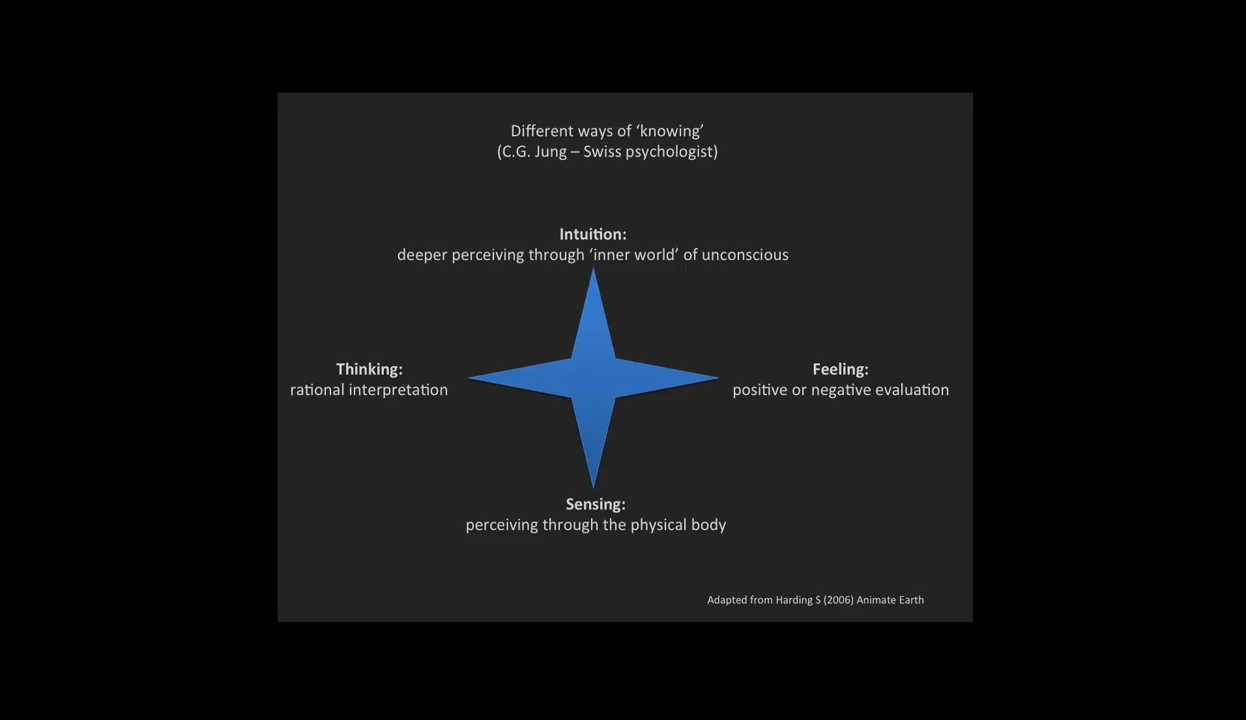 Different ways of ‘knowing’
(C.G. Jung – Swiss psychologist)
Intuition:
deeper perceiving through ‘inner world’ of unconscious
Thinking:
rational interpretation
Feeling:
positive or negative evaluation
Sensing:
perceiving through the physical body
Adapted from Harding S (2006) Animate Earth